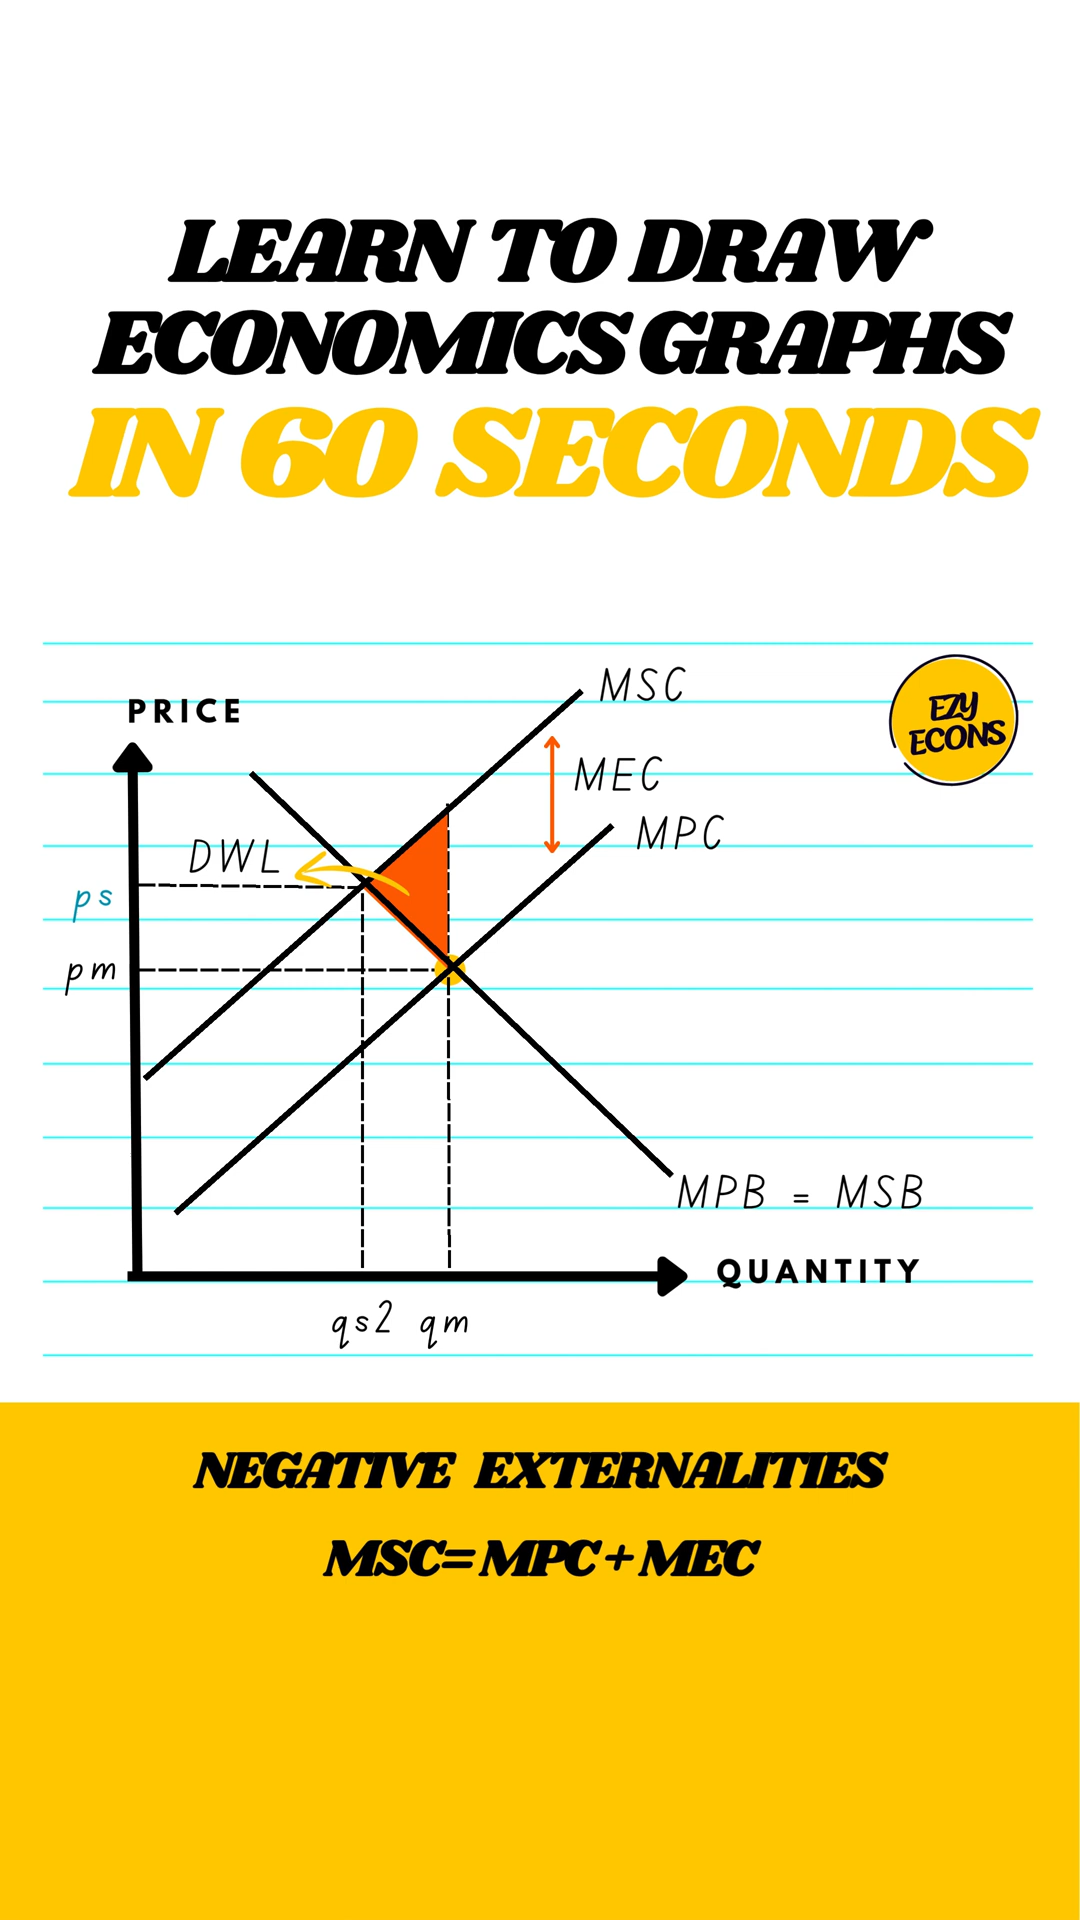 LEARN TO DRAW
ECONOMICS GRAPHS
IN 60 SECONDS
EZY
ECONS
PRICE
MSC
MEC
MPC
DWL
ps
pm
MPB = MSB
QUANTITY
qs2 qm
NEGATIVE EXTERNALITIES
MSC= MPC + MEC